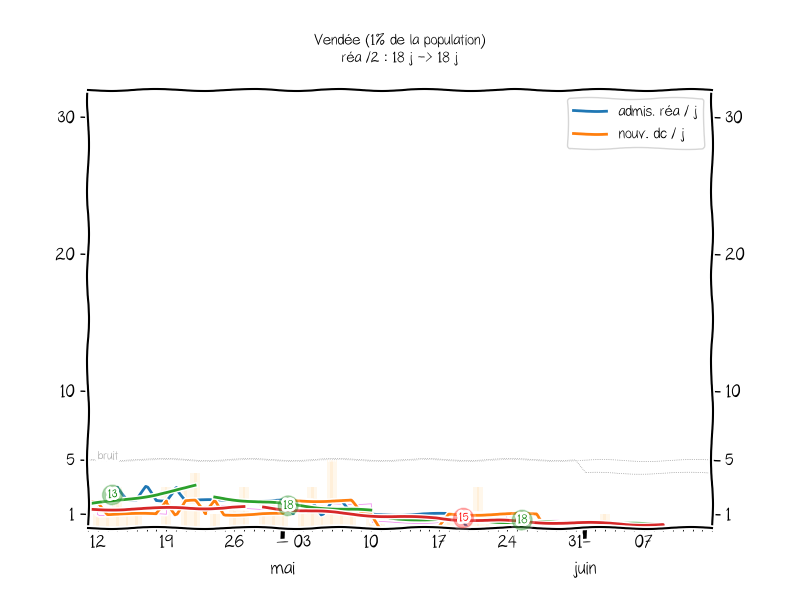 Vendée (1% de la population)
réa /2 : 18 j -> 18 j
admis. réa / j
nouv. dc / j
30 30
20 20
10 10
5 5
1 1
bruit
13
18
15
18
12 19 26 03 10 17 24 31 07
mai juin